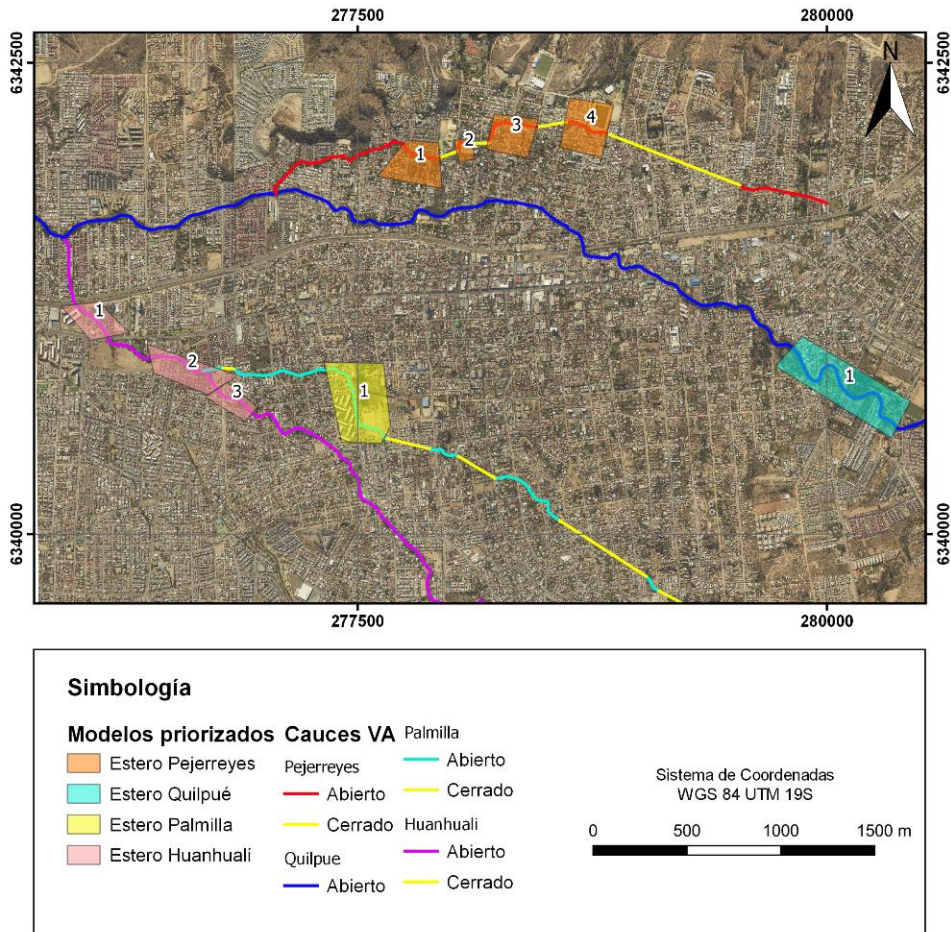 277500 280000
6342500 6342500
N
1 2 3 4
1
2
3
1
1
6340000 6340000
277500 280000
Simbología
Modelos priorizados
Estero Pejerreyes
Estero Quilpué
Estero Palmilla
Estero Huanhualí
Cauces VA
Pejerreyes
Abierto
Cerrado
Quilpue
Abierto
Palmilla
Abierto
Cerrado
Huanhuali
Abierto
Cerrado
Sistema de Coordenadas
WGS 84 UTM 19S
0 500 1000 1500 m